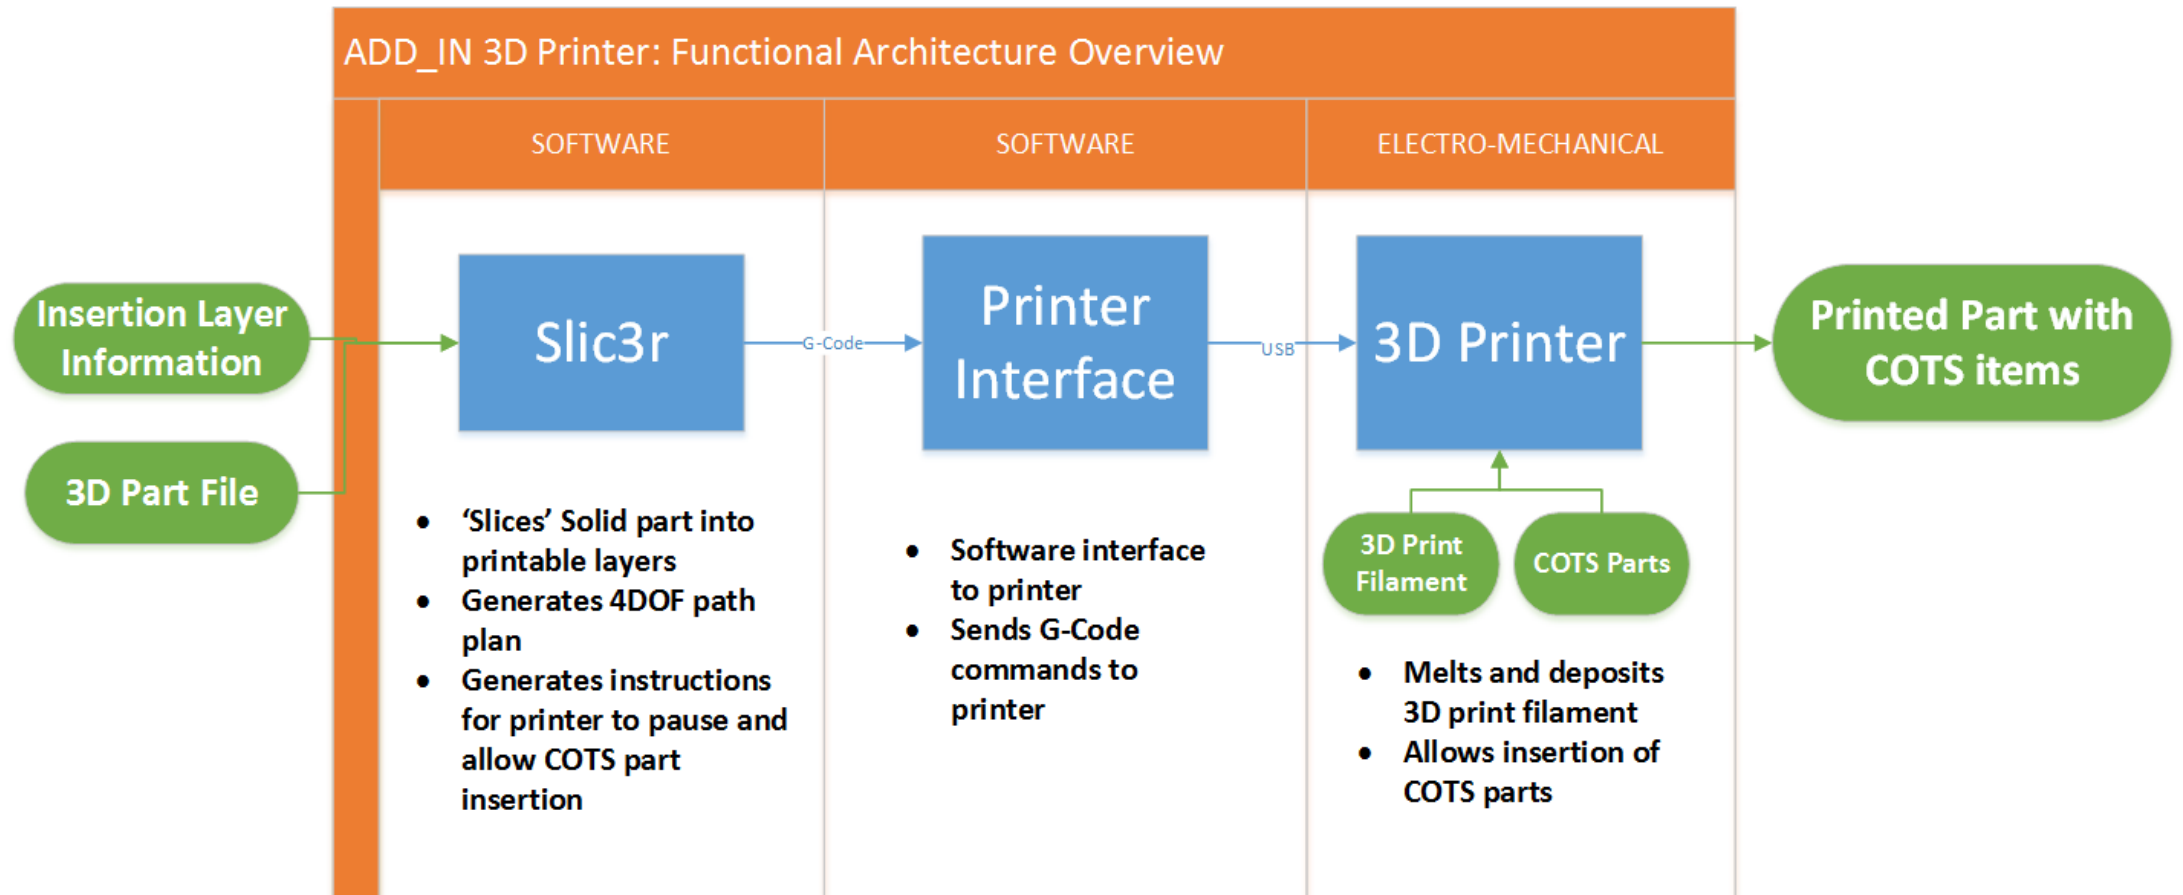 ADD_IN 3D Printer: Functional Architecture Overview
SOFTWARE
SOFTWARE
ELECTRO-MECHANICAL
Insertion Layer
Information
3D Part File
Slic3r
G-Code
Printer
Interface
USB
3D Printer
Printed Part with
COTS items
3D Print
Filament
COTS Parts
• ‘Slices’ Solid part into
printable layers
• Generates 4DOF path
plan
• Generates instructions
for printer to pause and
allow COTS part
insertion
• Software interface
to printer
• Sends G-Code
commands to
printer
• Melts and deposits
3D print filament
• Allows insertion of
COTS parts